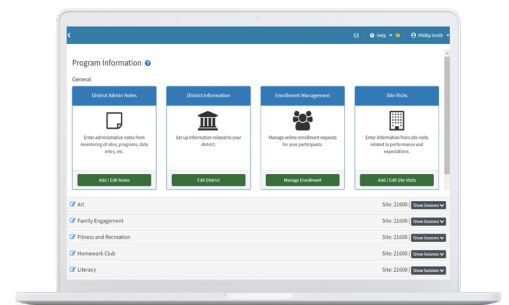 Help
Phillip Smith
Program Information
General
District Admin Notes
District Information
Enrollment Management
Site Visits
Enter administrative notes from
monitoring of sites, programs, data
entry, etc.
Set up information related to your
district.
Manage online enrollment requests
for your participants.
Enter information from site visits
related to performance and
expectations.
Add / Edit Notes
Edit District
Manage Enrollment
Add / Edit Site Visits
Art Site: 21600 | Show Sessions
Family Engagement Site: 21600 | Show Sessions
Fitness and Recreation Site: 21600 | Show Sessions
Homework Club Site: 21600 | Show Sessions
Literacy Site: 21600 | Show Sessions